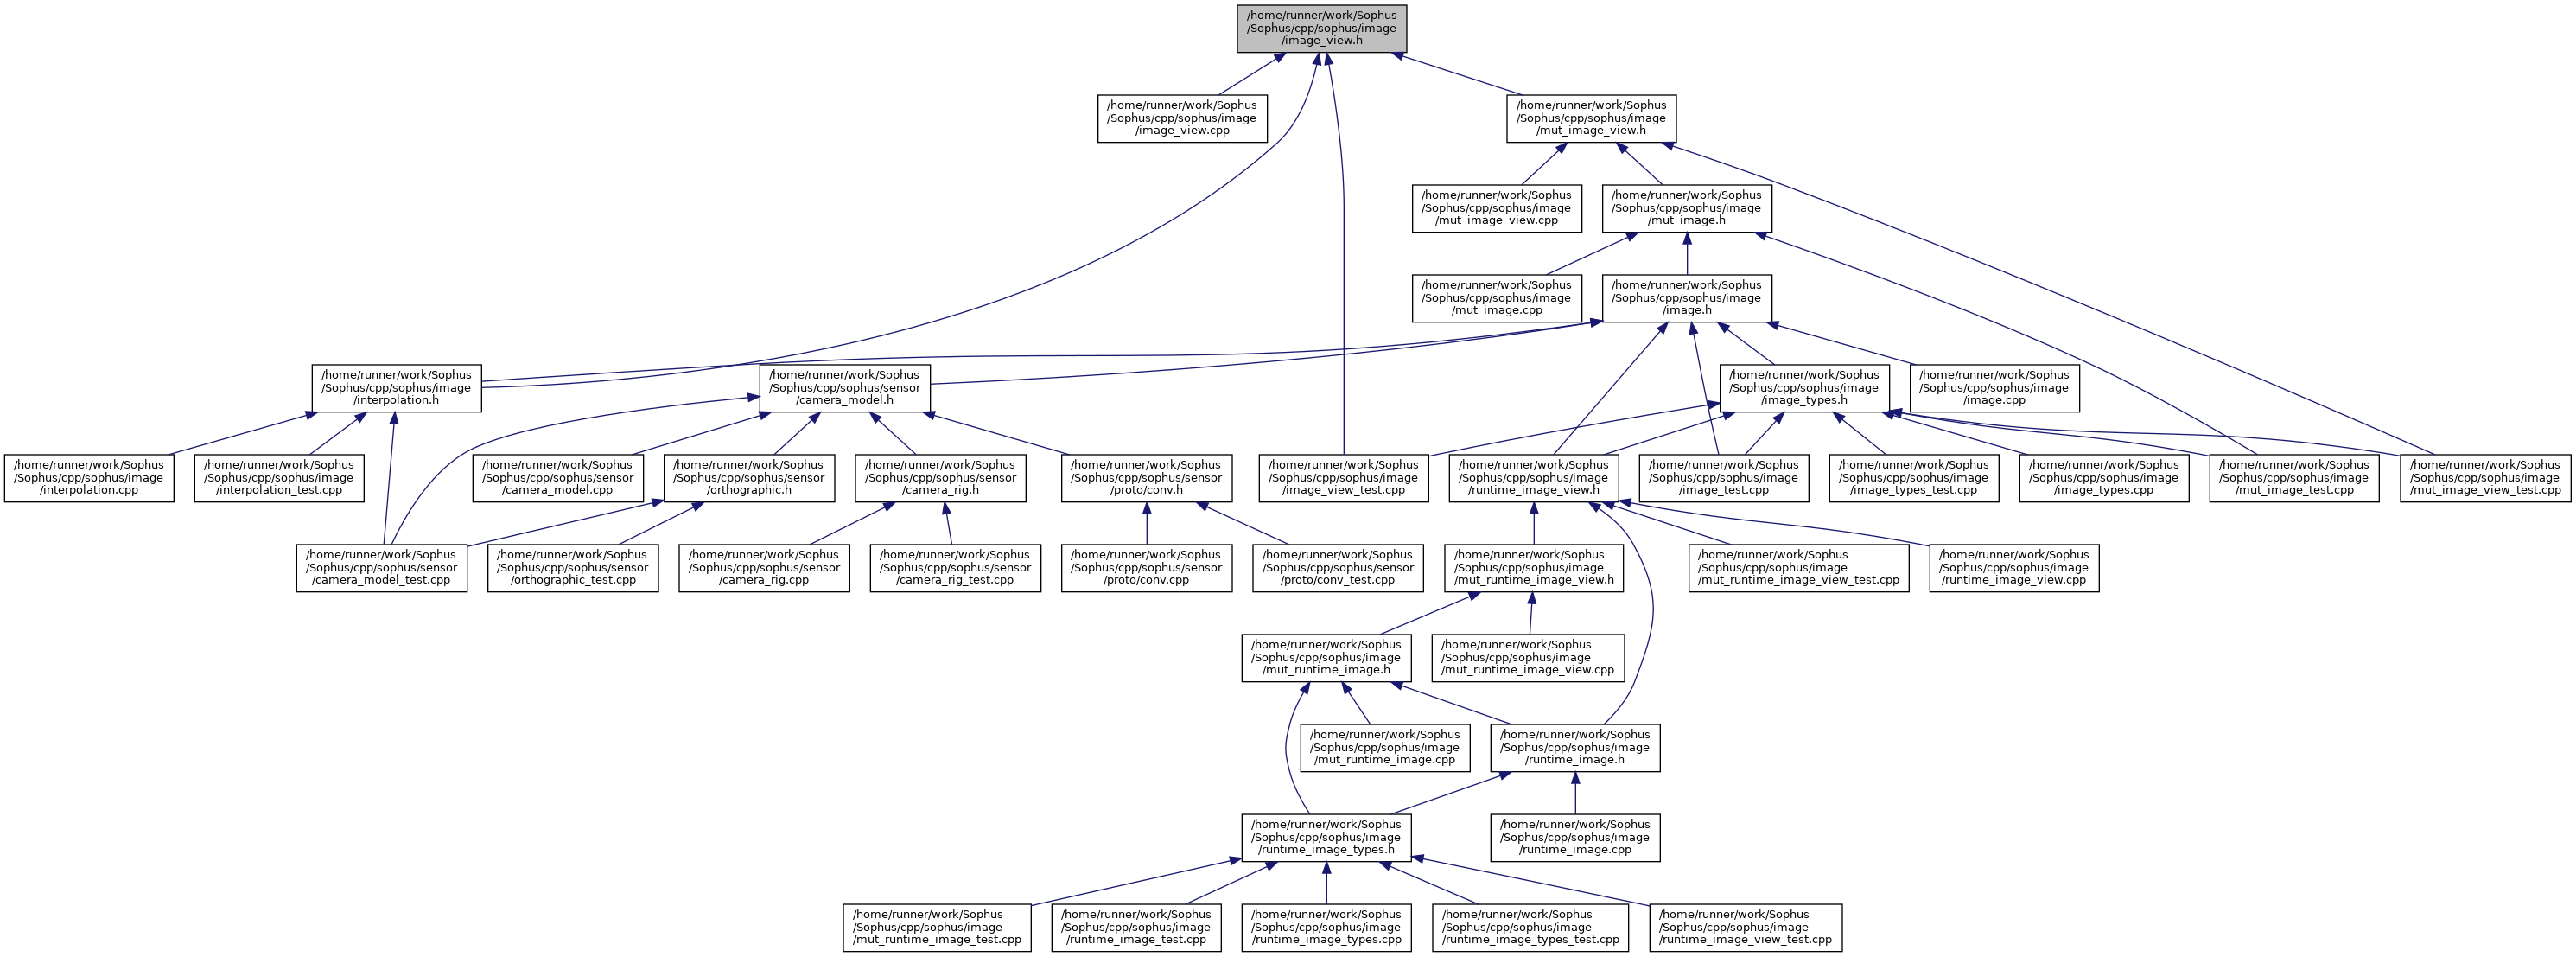 /home/runner/work/Sophus
/Sophus/cpp/sophus/image
/image_view.h
/home/runner/work/Sophus
/Sophus/cpp/sophus/image
/image_view.cpp
/home/runner/work/Sophus
/Sophus/cpp/sophus/image
/mut_image_view.h
/home/runner/work/Sophus
/Sophus/cpp/sophus/image
/mut_image_view.cpp
/home/runner/work/Sophus
/Sophus/cpp/sophus/image
/mut_image.h
/home/runner/work/Sophus
/Sophus/cpp/sophus/image
/mut_image.cpp
/home/runner/work/Sophus
/Sophus/cpp/sophus/image
/image.h
/home/runner/work/Sophus
/Sophus/cpp/sophus/image
/interpolation.h
/home/runner/work/Sophus
/Sophus/cpp/sophus/sensor
/camera_model.h
/home/runner/work/Sophus
/Sophus/cpp/sophus/image
/image_types.h
/home/runner/work/Sophus
/Sophus/cpp/sophus/image
/image.cpp
/home/runner/work/Sophus
/Sophus/cpp/sophus/image
/interpolation.cpp
/home/runner/work/Sophus
/Sophus/cpp/sophus/image
/interpolation_test.cpp
/home/runner/work/Sophus
/Sophus/cpp/sophus/sensor
/camera_model.cpp
/home/runner/work/Sophus
/Sophus/cpp/sophus/sensor
/orthographic.h
/home/runner/work/Sophus
/Sophus/cpp/sophus/sensor
/camera_rig.h
/home/runner/work/Sophus
/Sophus/cpp/sophus/sensor
/proto/conv.h
/home/runner/work/Sophus
/Sophus/cpp/sophus/image
/image_view_test.cpp
/home/runner/work/Sophus
/Sophus/cpp/sophus/image
/runtime_image_view.h
/home/runner/work/Sophus
/Sophus/cpp/sophus/image
/image_test.cpp
/home/runner/work/Sophus
/Sophus/cpp/sophus/image
/image_types_test.cpp
/home/runner/work/Sophus
/Sophus/cpp/sophus/image
/image_types.cpp
/home/runner/work/Sophus
/Sophus/cpp/sophus/image
/mut_image_test.cpp
/home/runner/work/Sophus
/Sophus/cpp/sophus/image
/mut_image_view_test.cpp
/home/runner/work/Sophus
/Sophus/cpp/sophus/sensor
/camera_model_test.cpp
/home/runner/work/Sophus
/Sophus/cpp/sophus/sensor
/orthographic_test.cpp
/home/runner/work/Sophus
/Sophus/cpp/sophus/sensor
/camera_rig.cpp
/home/runner/work/Sophus
/Sophus/cpp/sophus/sensor
/camera_rig_test.cpp
/home/runner/work/Sophus
/Sophus/cpp/sophus/sensor
/proto/conv.cpp
/home/runner/work/Sophus
/Sophus/cpp/sophus/sensor
/proto/conv_test.cpp
/home/runner/work/Sophus
/Sophus/cpp/sophus/image
/mut_runtime_image_view.h
/home/runner/work/Sophus
/Sophus/cpp/sophus/image
/mut_runtime_image_view_test.cpp
/home/runner/work/Sophus
/Sophus/cpp/sophus/image
/runtime_image_view.cpp
/home/runner/work/Sophus
/Sophus/cpp/sophus/image
/mut_runtime_image.h
/home/runner/work/Sophus
/Sophus/cpp/sophus/image
/mut_runtime_image_view.cpp
/home/runner/work/Sophus
/Sophus/cpp/sophus/image
/mut_runtime_image.cpp
/home/runner/work/Sophus
/Sophus/cpp/sophus/image
/runtime_image.h
/home/runner/work/Sophus
/Sophus/cpp/sophus/image
/runtime_image_types.h
/home/runner/work/Sophus
/Sophus/cpp/sophus/image
/runtime_image.cpp
/home/runner/work/Sophus
/Sophus/cpp/sophus/image
/mut_runtime_image_test.cpp
/home/runner/work/Sophus
/Sophus/cpp/sophus/image
/runtime_image_test.cpp
/home/runner/work/Sophus
/Sophus/cpp/sophus/image
/runtime_image_types.cpp
/home/runner/work/Sophus
/Sophus/cpp/sophus/image
/runtime_image_types_test.cpp
/home/runner/work/Sophus
/Sophus/cpp/sophus/image
/runtime_image_view_test.cpp